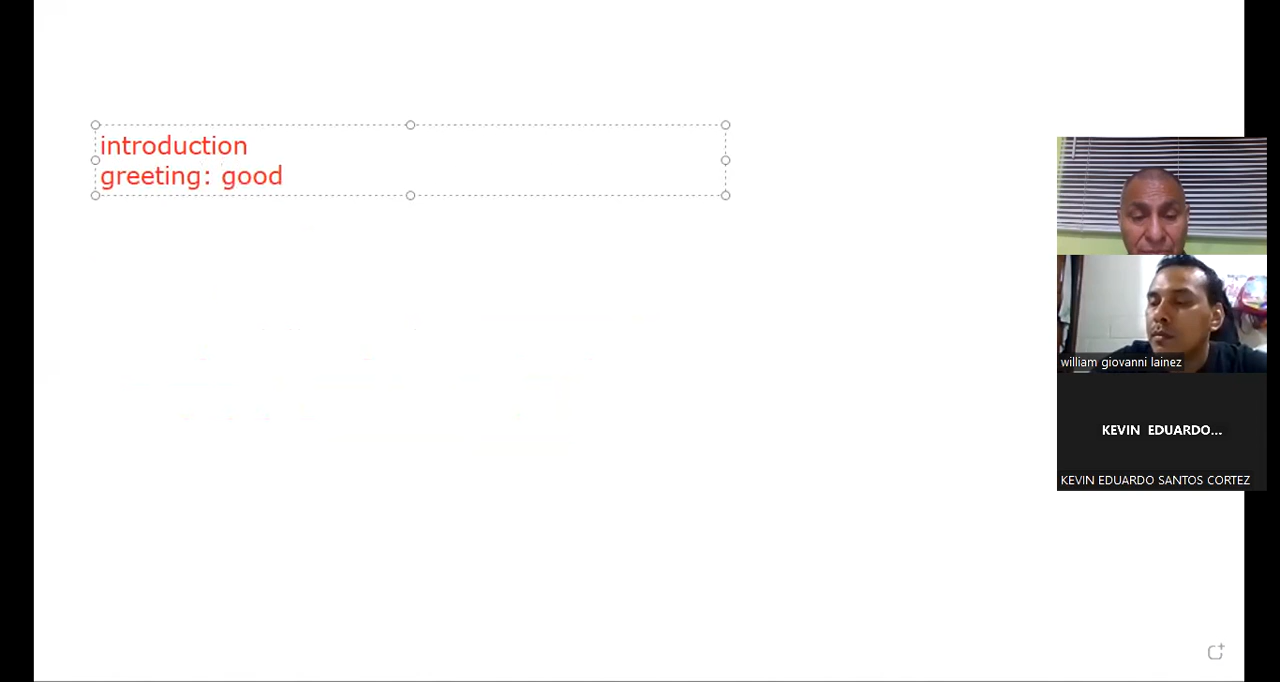 introduction
greeting: good
william giovanni lainez
KEVIN EDUARDO...
KEVIN EDUARDO SANTOS CORTEZ